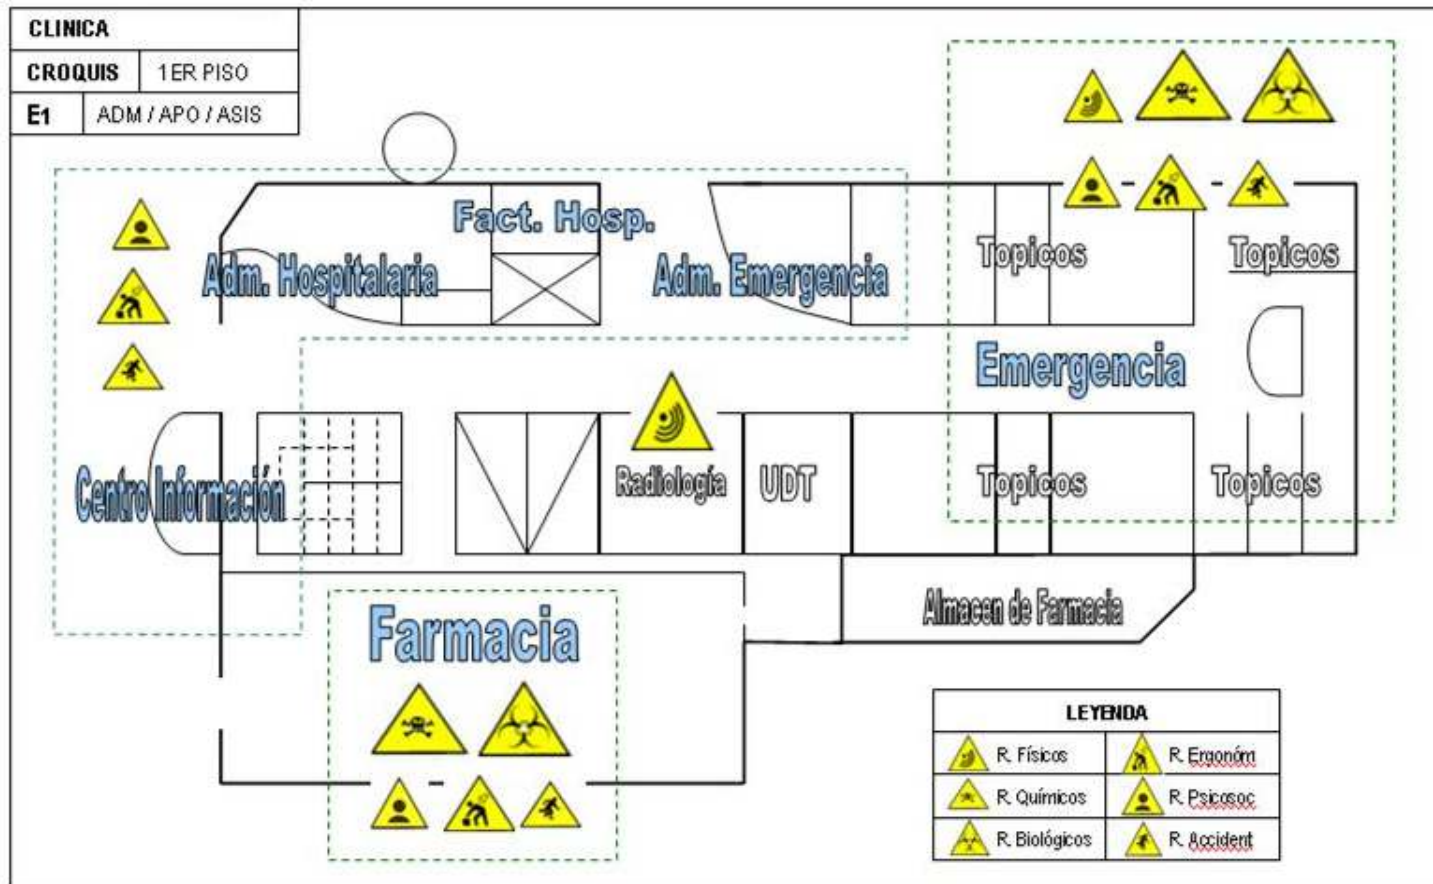 CLINICA
CROQUIS 1ER PISO
E1 ADM / APO / ASIS
Fact. Hosp.
Adm. Hospitalaria
Adm. Emergencia
Topicos
Topicos
Emergencia
Centro Información
Radiología
UDT
Topicos
Topicos
Almacen de Farmacia
Farmacia
LEYENDA
R. Físicos R. Ergonóm
R. Químicos R. Psicosoc
R. Biológicos R. Accident